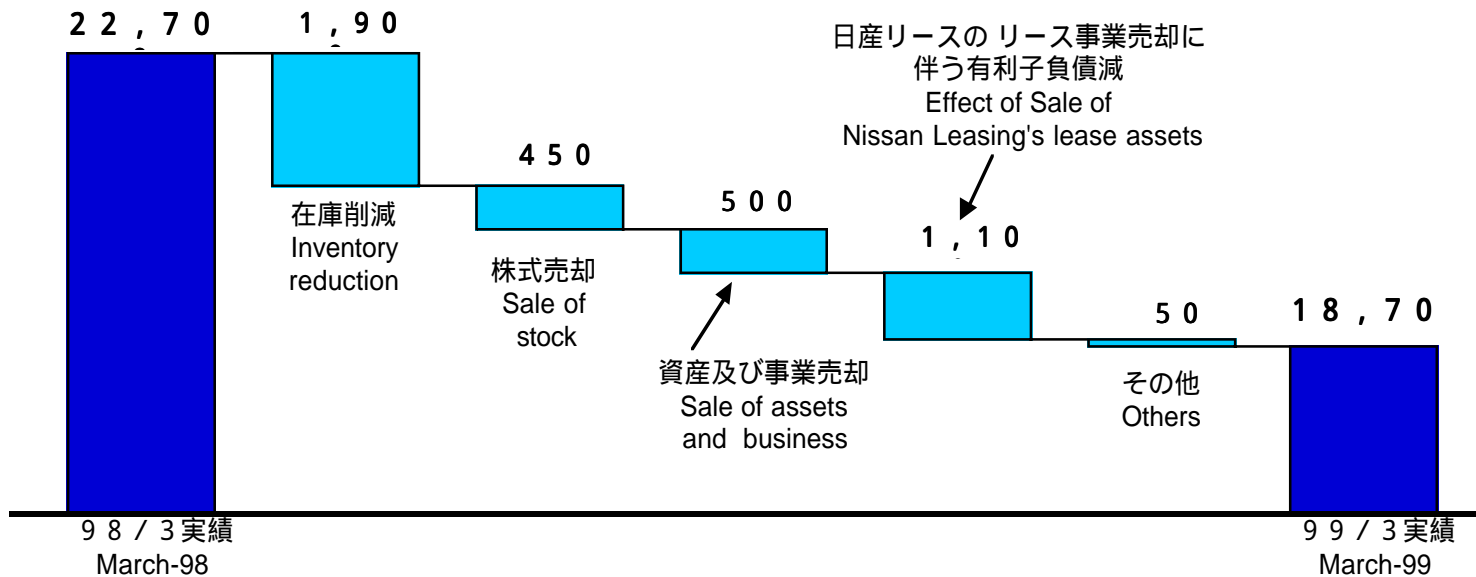 22,70
1,90
日産リースの リース事業売却に
伴う有利子負債減
Effect of Sale of
Nissan Leasing's lease assets
450
500
1,10
在庫削減
Inventory
reduction
株式売却
Sale of
stock
資産及び事業売却
Sale of assets
and business
50
その他
Others
18,70
98/3実績
March-98
99/3実績
March-99